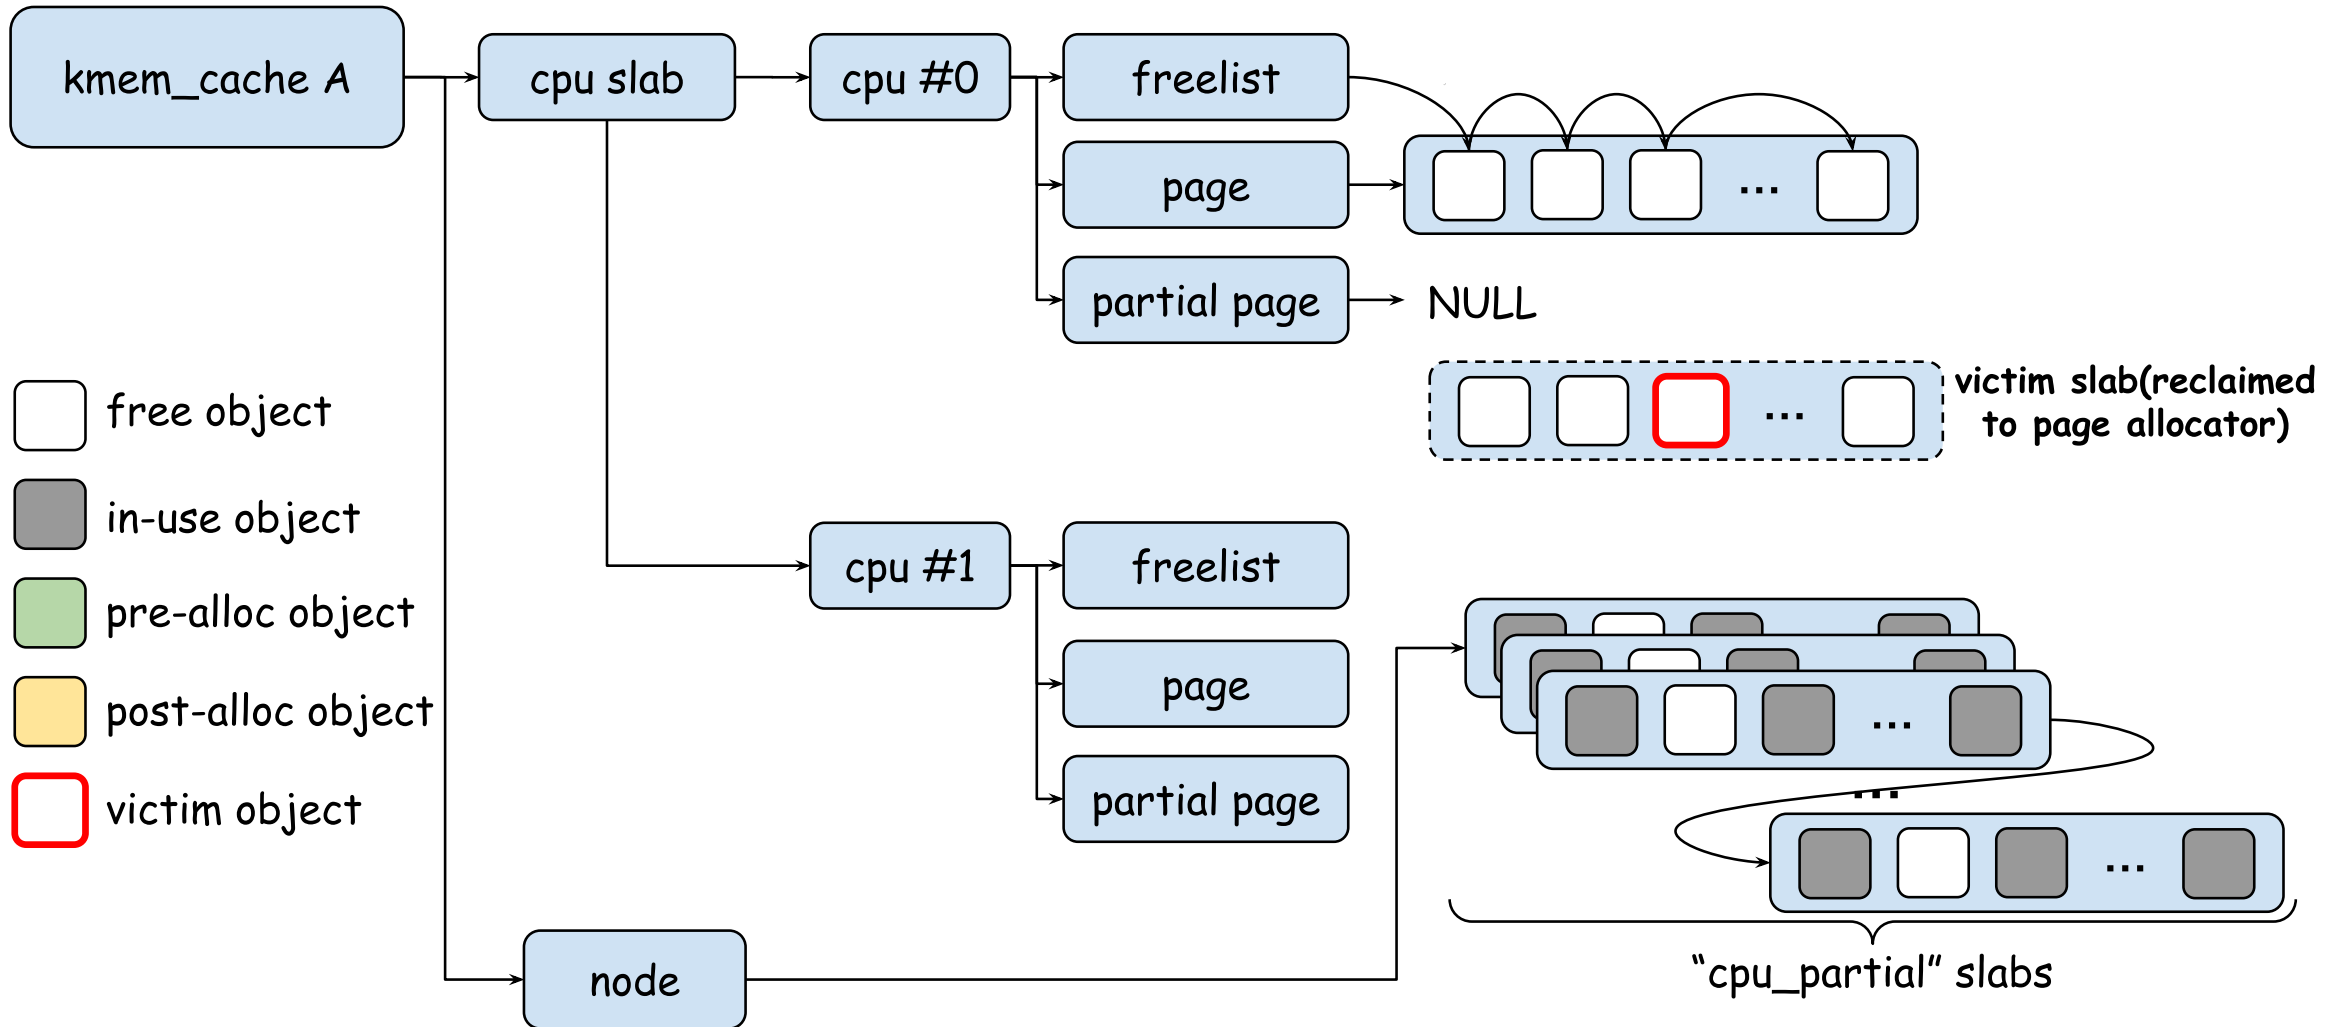 kmem_cache A
cpu slab
cpu #0
freelist
page
...
partial page
NULL
victim slab(reclaimed
to page allocator)
...
free object
in-use object
pre-alloc object
post-alloc object
victim object
cpu #1
freelist
page
partial page
...
...
...
node
"cpu_partial" slabs